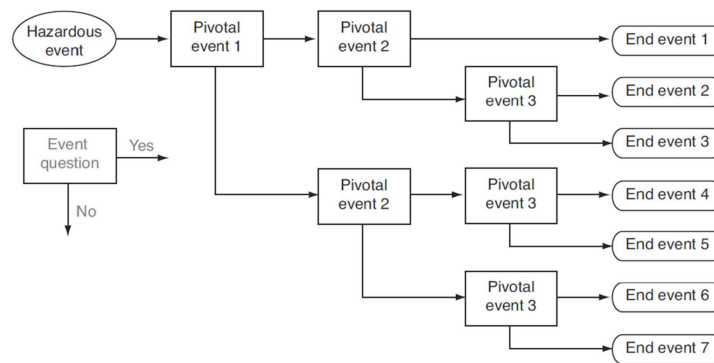 Hazardous
event
Pivotal
event 1
Pivotal
event 2
End event 1
Pivotal
event 3
End event 2
End event 3
Event
question
Yes
No
Pivotal
event 2
Pivotal
event 3
End event 4
End event 5
Pivotal
event 3
End event 6
End event 7